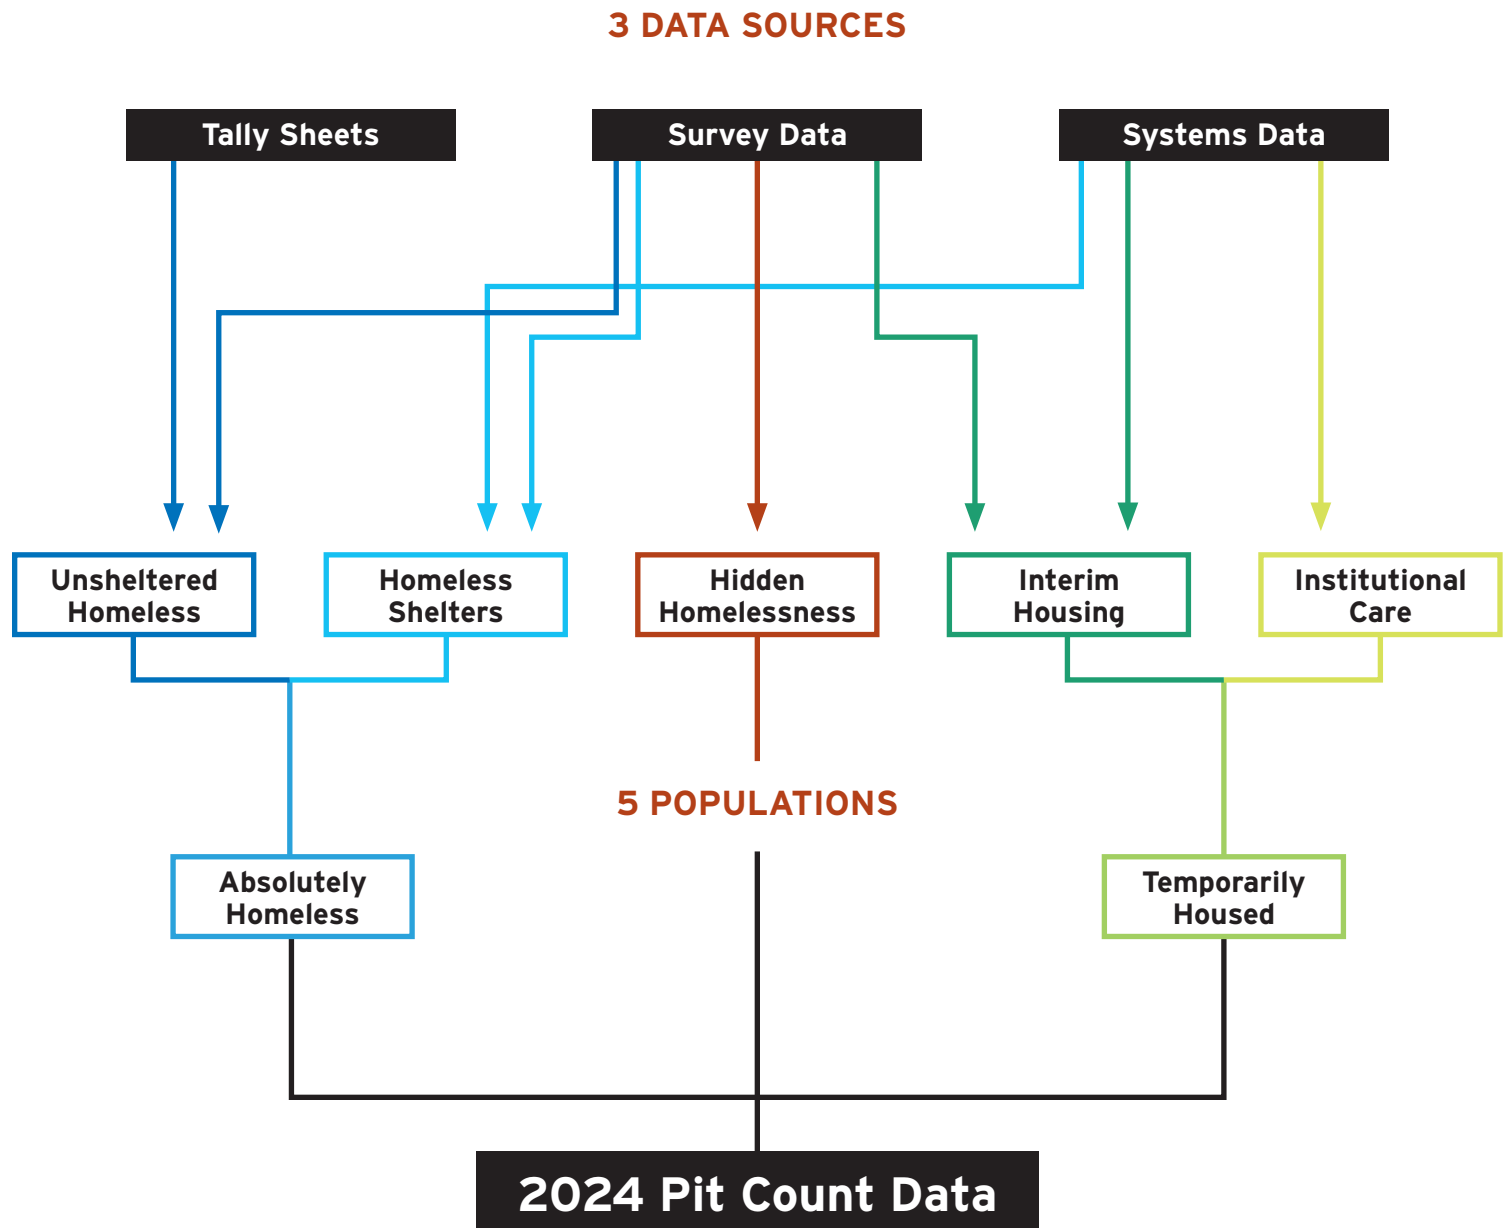 3 DATA SOURCES
Tally Sheets
Survey Data
Systems Data
Unsheltered
Homeless
Homeless
Shelters
Hidden
Homelessness
Interim
Housing
Institutional
Care
5 POPULATIONS
Absolutely
Homeless
Temporarily
Housed
2024 Pit Count Data